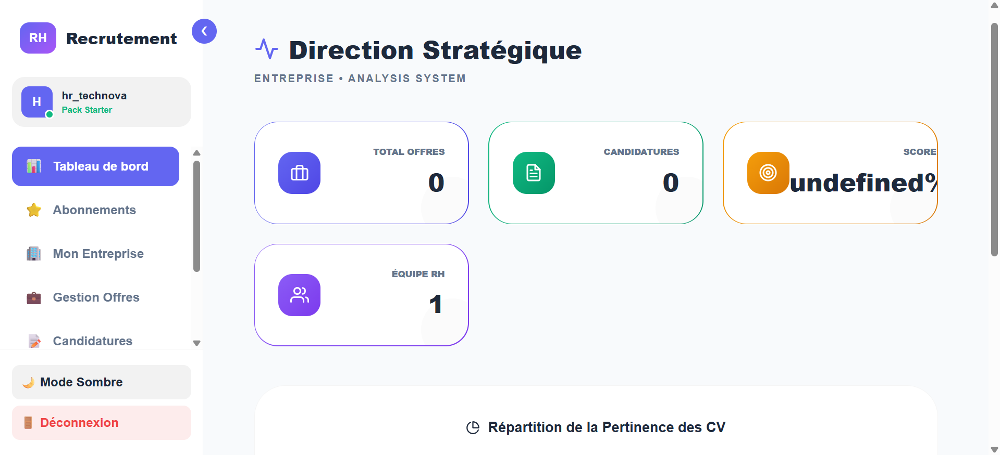 RH
Recrutement
H
hr_technova
Pack Starter
Tableau de bord
Abonnements
Mon Entreprise
Gestion Offres
Candidatures
Mode Sombre
Déconnexion
Direction Stratégique
ENTREPRISE • ANALYSIS SYSTEM
TOTAL OFFRES
0
CANDIDATURES
0
SCORE
undefined%
ÉQUIPE RH
1
Répartition de la Pertinence des CV